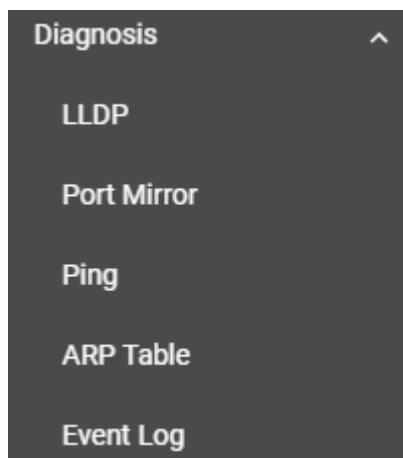 Diagnosis
LLDP
Port Mirror
Ping
ARP Table
Event Log